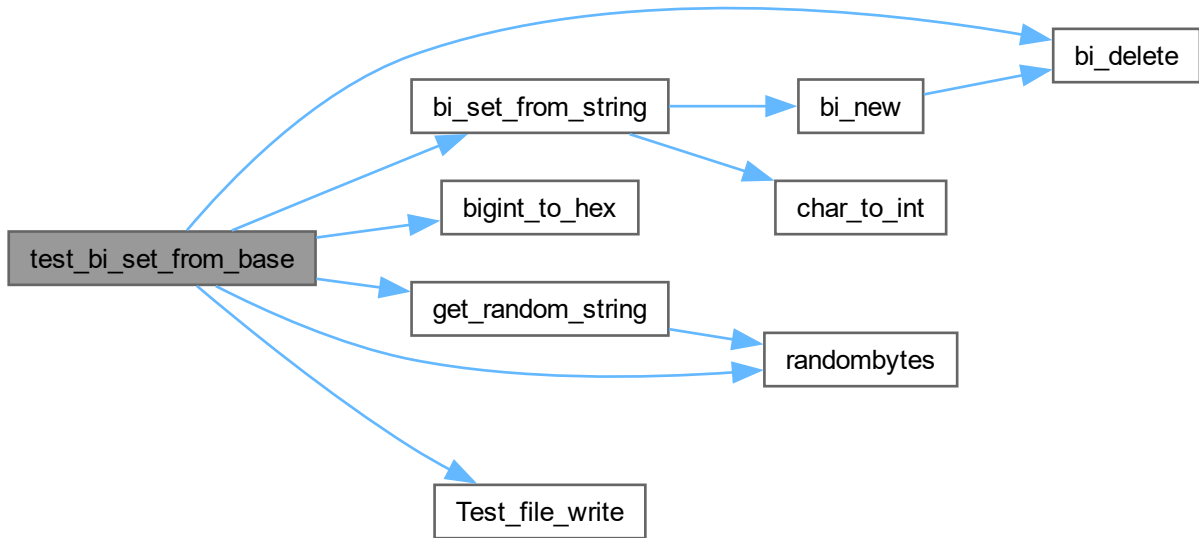 bi_delete
bi_set_from_string
bi_new
bigint_to_hex
char_to_int
test_bi_set_from_base
get_random_string
randombytes
Test_file_write